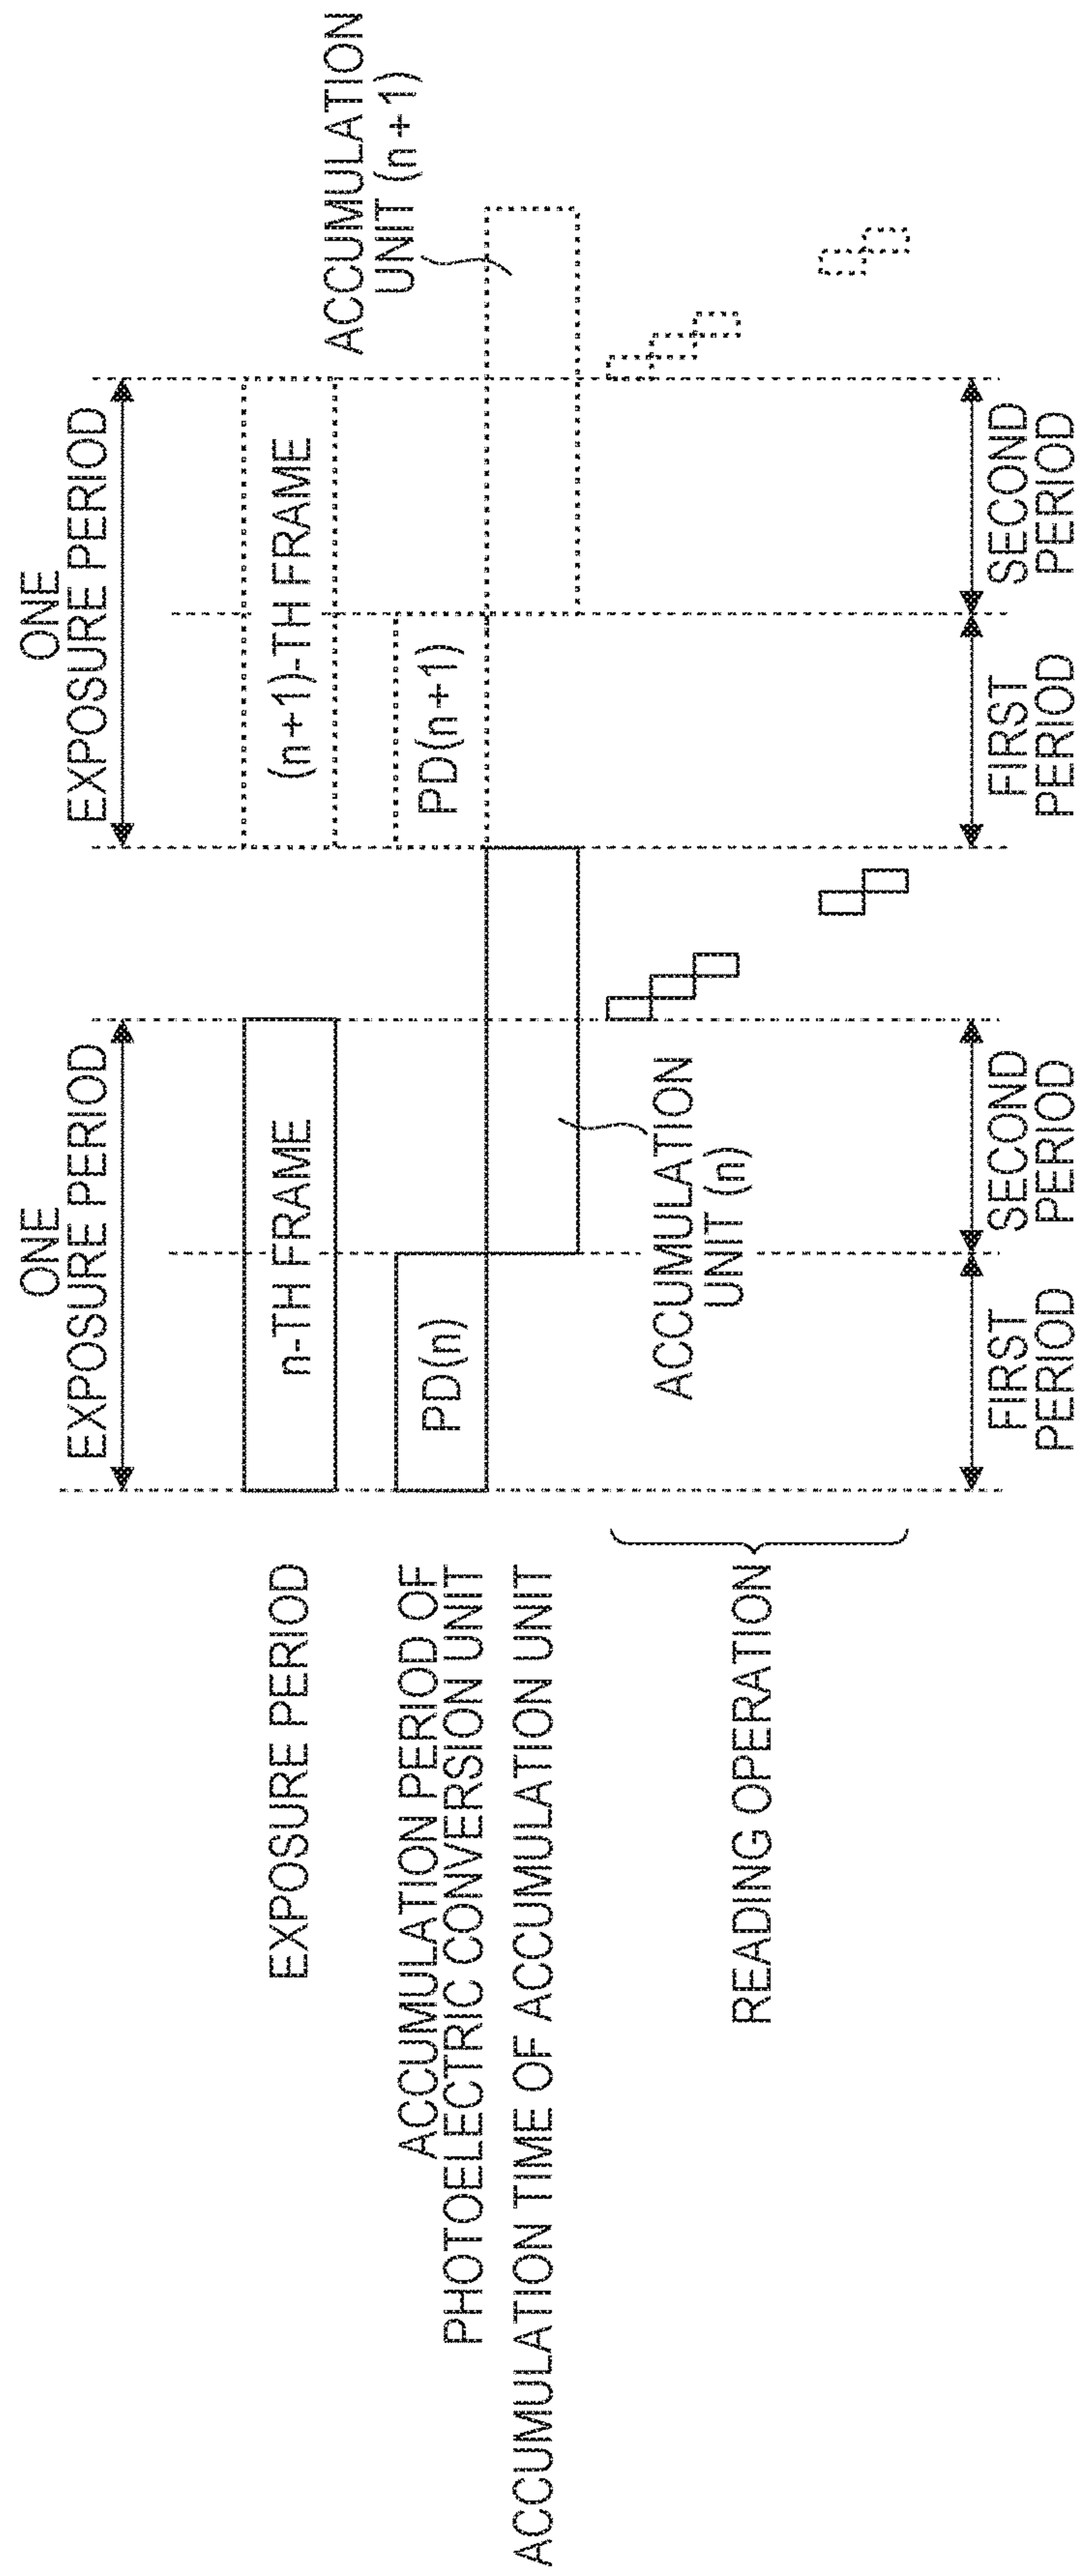 ONE
EXPOSURE PERIOD
ONE
EXPOSURE PERIOD
EXPOSURE PERIOD
n-TH FRAME
(n+1)-TH FRAME
ACCUMULATION
UNIT (n+1)
ACCUMULATION PERIOD OF
PHOTOELECTRIC CONVERSION UNIT
PD(n)
PD(n+1)
ACCUMULATION TIME OF ACCUMULATION UNIT
ACCUMULATION
UNIT (n)
READING OPERATION
FIRST
PERIOD
SECOND
PERIOD
FIRST
PERIOD
SECOND
PERIOD